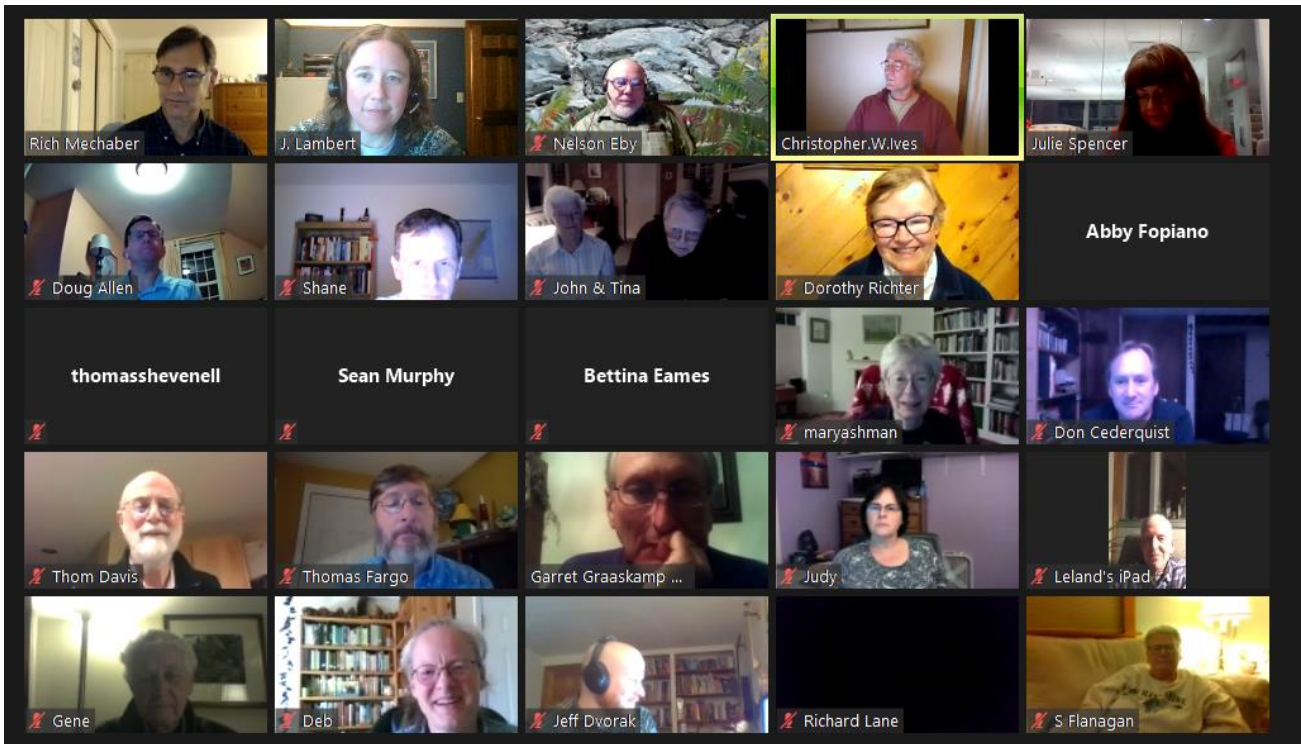 Rich Mechaber
J. Lambert
Nelson Eby
Christopher.W.Ives
Julie Spencer
Doug Allen
Shane
John & Tina
Dorothy Richter
Abby Fopiano
thomasshevenell
Sean Murphy
Bettina Eames
maryashman
Don Cederquist
Thom Davis
Thomas Fargo
Garret Graaskamp ...
Judy
Leland's iPad
Gene
Deb
Jeff Dvorak
Richard Lane
S Flanagan